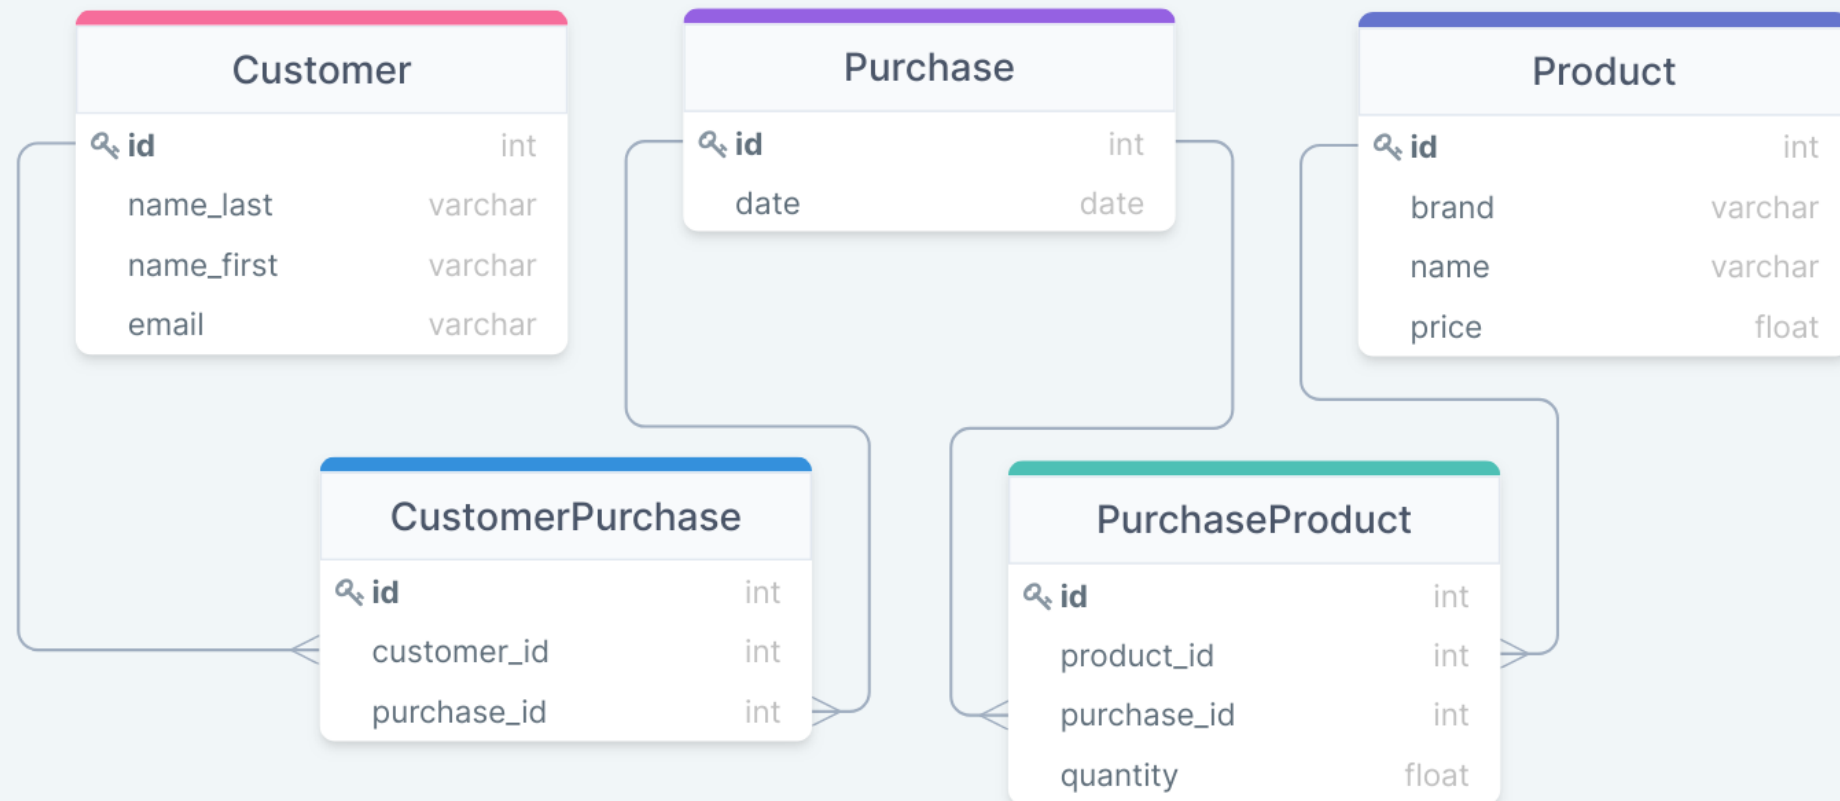 Customer
id int
name_last varchar
name_first varchar
email varchar
Purchase
id int
date date
Product
id int
brand varchar
name varchar
price float
CustomerPurchase
id int
customer_id int
purchase_id int
PurchaseProduct
id int
product_id int
purchase_id int
quantity float